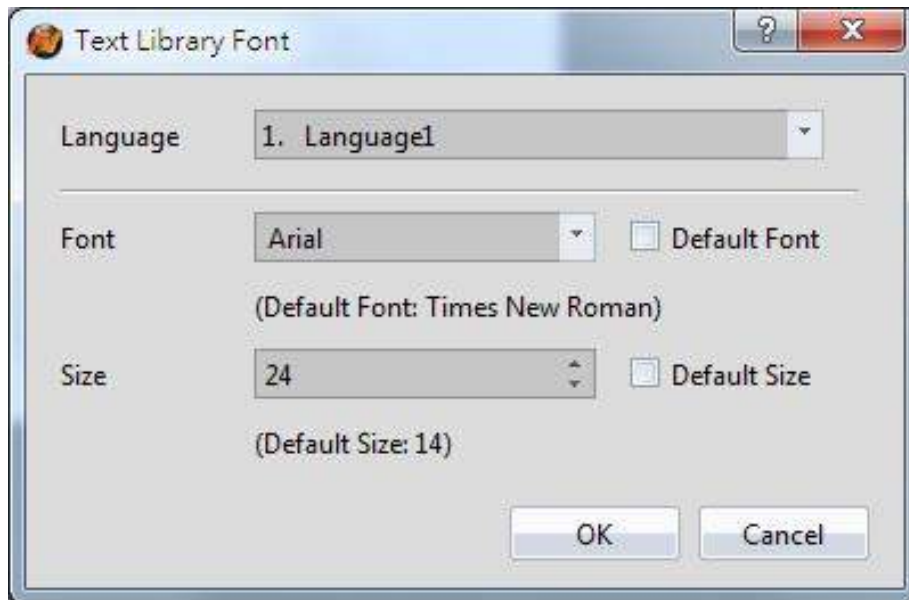 Text Library Font
?
Language 1. Language1
Font Arial Default Font
(Default Font: Times New Roman)
Size 24 Default Size
(Default Size: 14)
OK Cancel